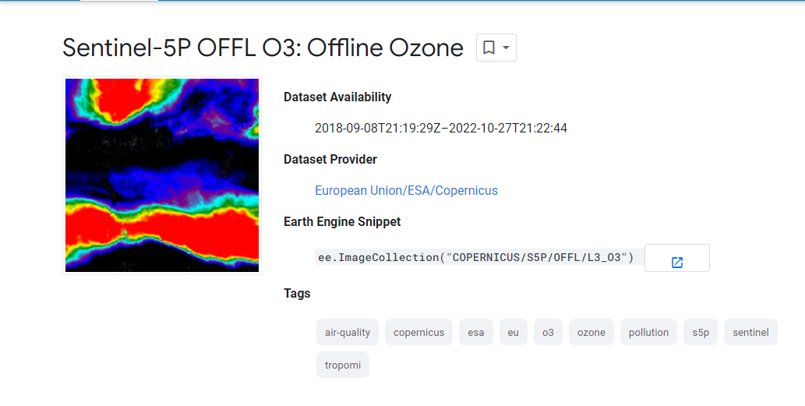 Sentinel-5P OFFL O3: Offline Ozone
Dataset Availability
2018-09-08T21:19:29Z–2022-10-27T21:22:44
Dataset Provider
European Union/ESA/Copernicus
Earth Engine Snippet
ee.ImageCollection("COPERNICUS/S5P/OFFL/L3_O3")
Tags
air-quality copernicus esa eu o3 ozone pollution s5p sentinel
tropomi